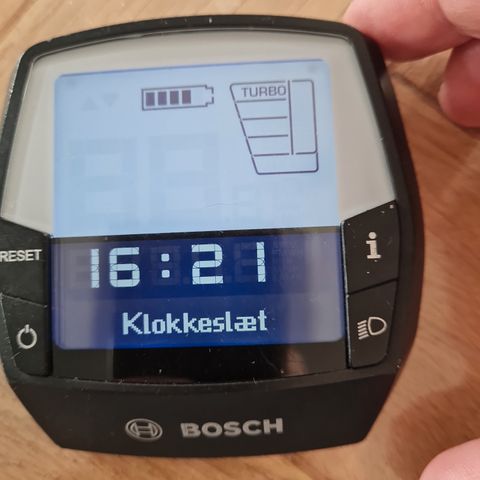 TURBO
RESET
16:21
i
Klokkeslæt
BOSCH